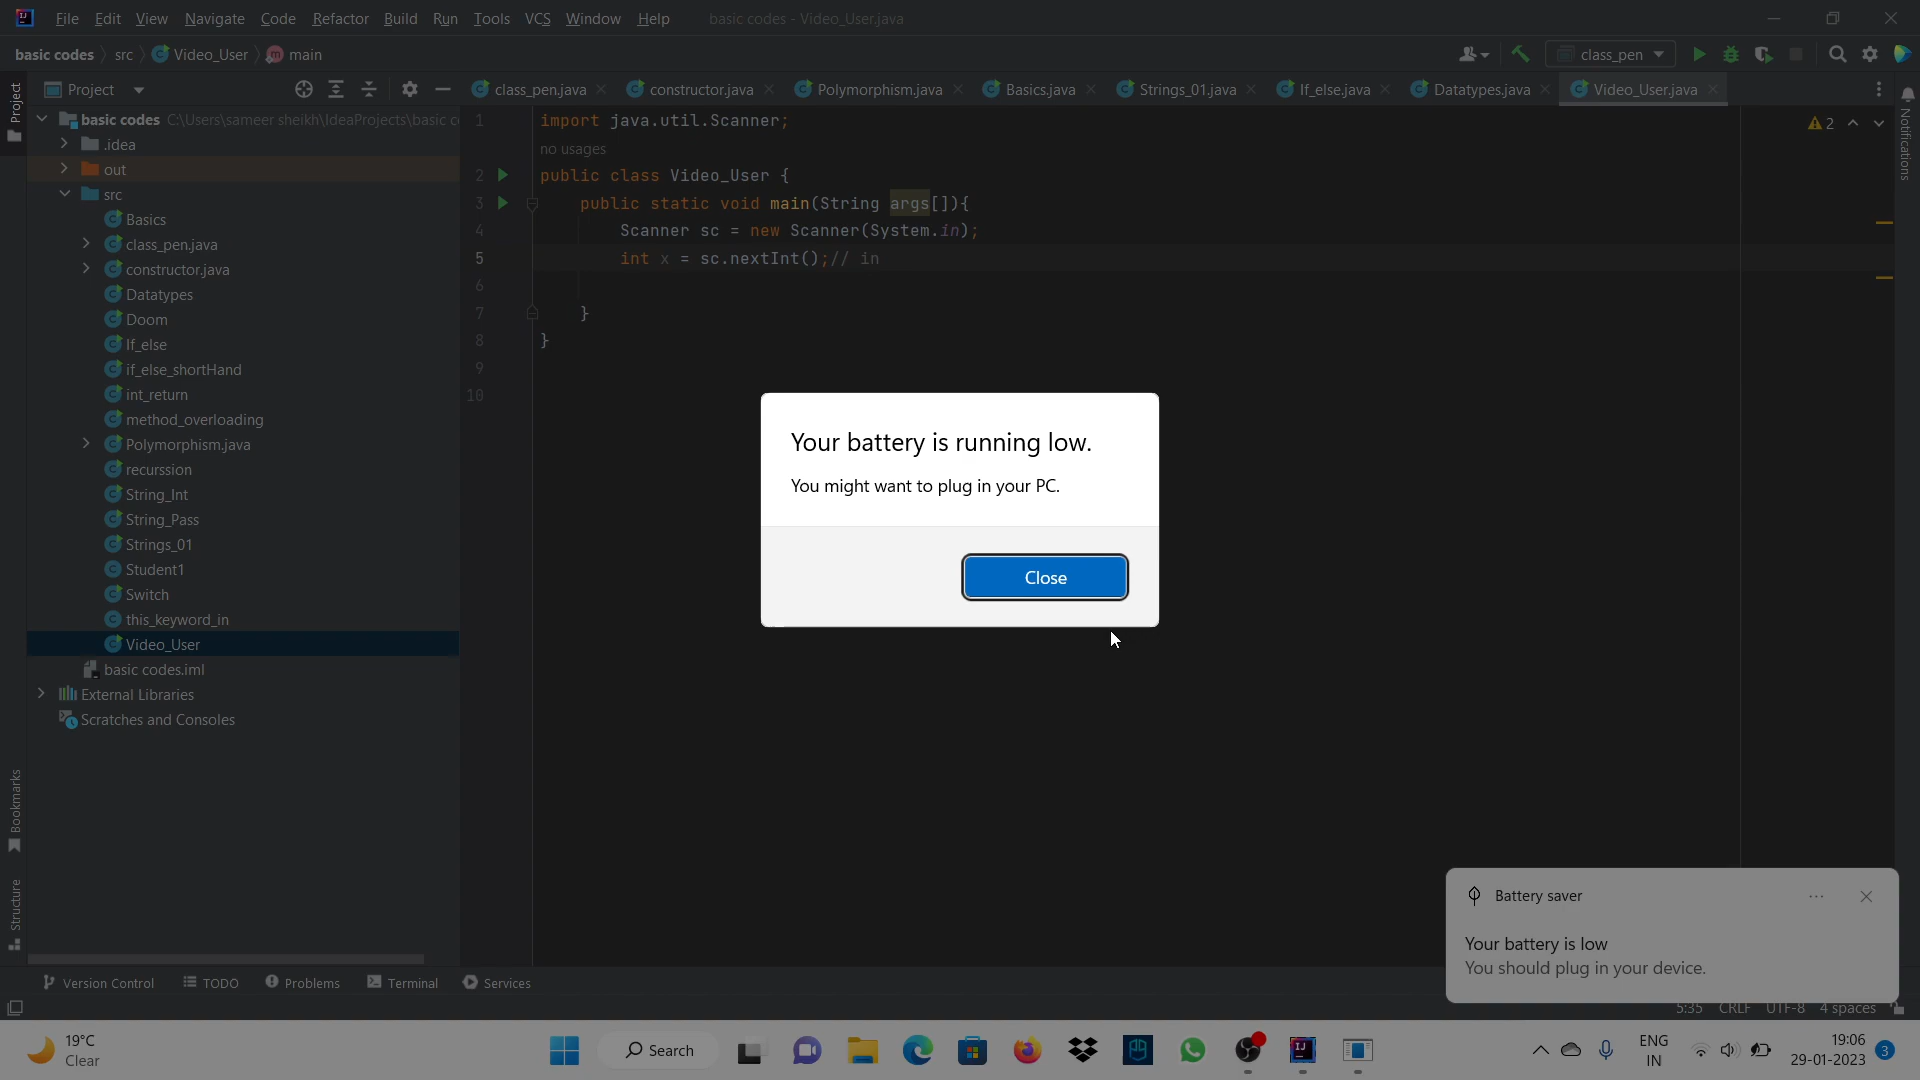 File Edit View Navigate Code Refactor Build Run Tools VCS Window Help basic codes - Video_User.java
basic codes src Video_User main class_pen
Project
Project
class_pen.java constructor.java Polymorphism.java Basics.java Strings_01.java If_else.java Datatypes.java Video_User.java
Notifications
basic codes C:\Users\sameer sheikh\IdeaProjects\basic c
.idea
out
src
Basics
class_pen.java
constructor.java
Datatypes
Doom
If_else
if_else_shortHand
int_return
method_overloading
Polymorphism.java
recurssion
String_Int
String_Pass
Strings_01
Student1
Switch
this_keyword_in
Video_User
basic codes.iml
External Libraries
Scratches and Consoles
Bookmarks
Structure
1 import java.util.Scanner;
no usages
2 public class Video_User {
3 public static void main(String args[]){
4 Scanner sc = new Scanner(System.in);
5 int x = sc.nextInt();// in
6
7 }
8 }
9
10
2
Your battery is running low.
You might want to plug in your PC.
Close
Battery saver
Your battery is low
You should plug in your device.
Version Control TODO Problems Terminal Services
5:35 CRLF UTF-8 4 spaces
19°C
Clear
Search
ENG
IN
19:06
29-01-2023
3